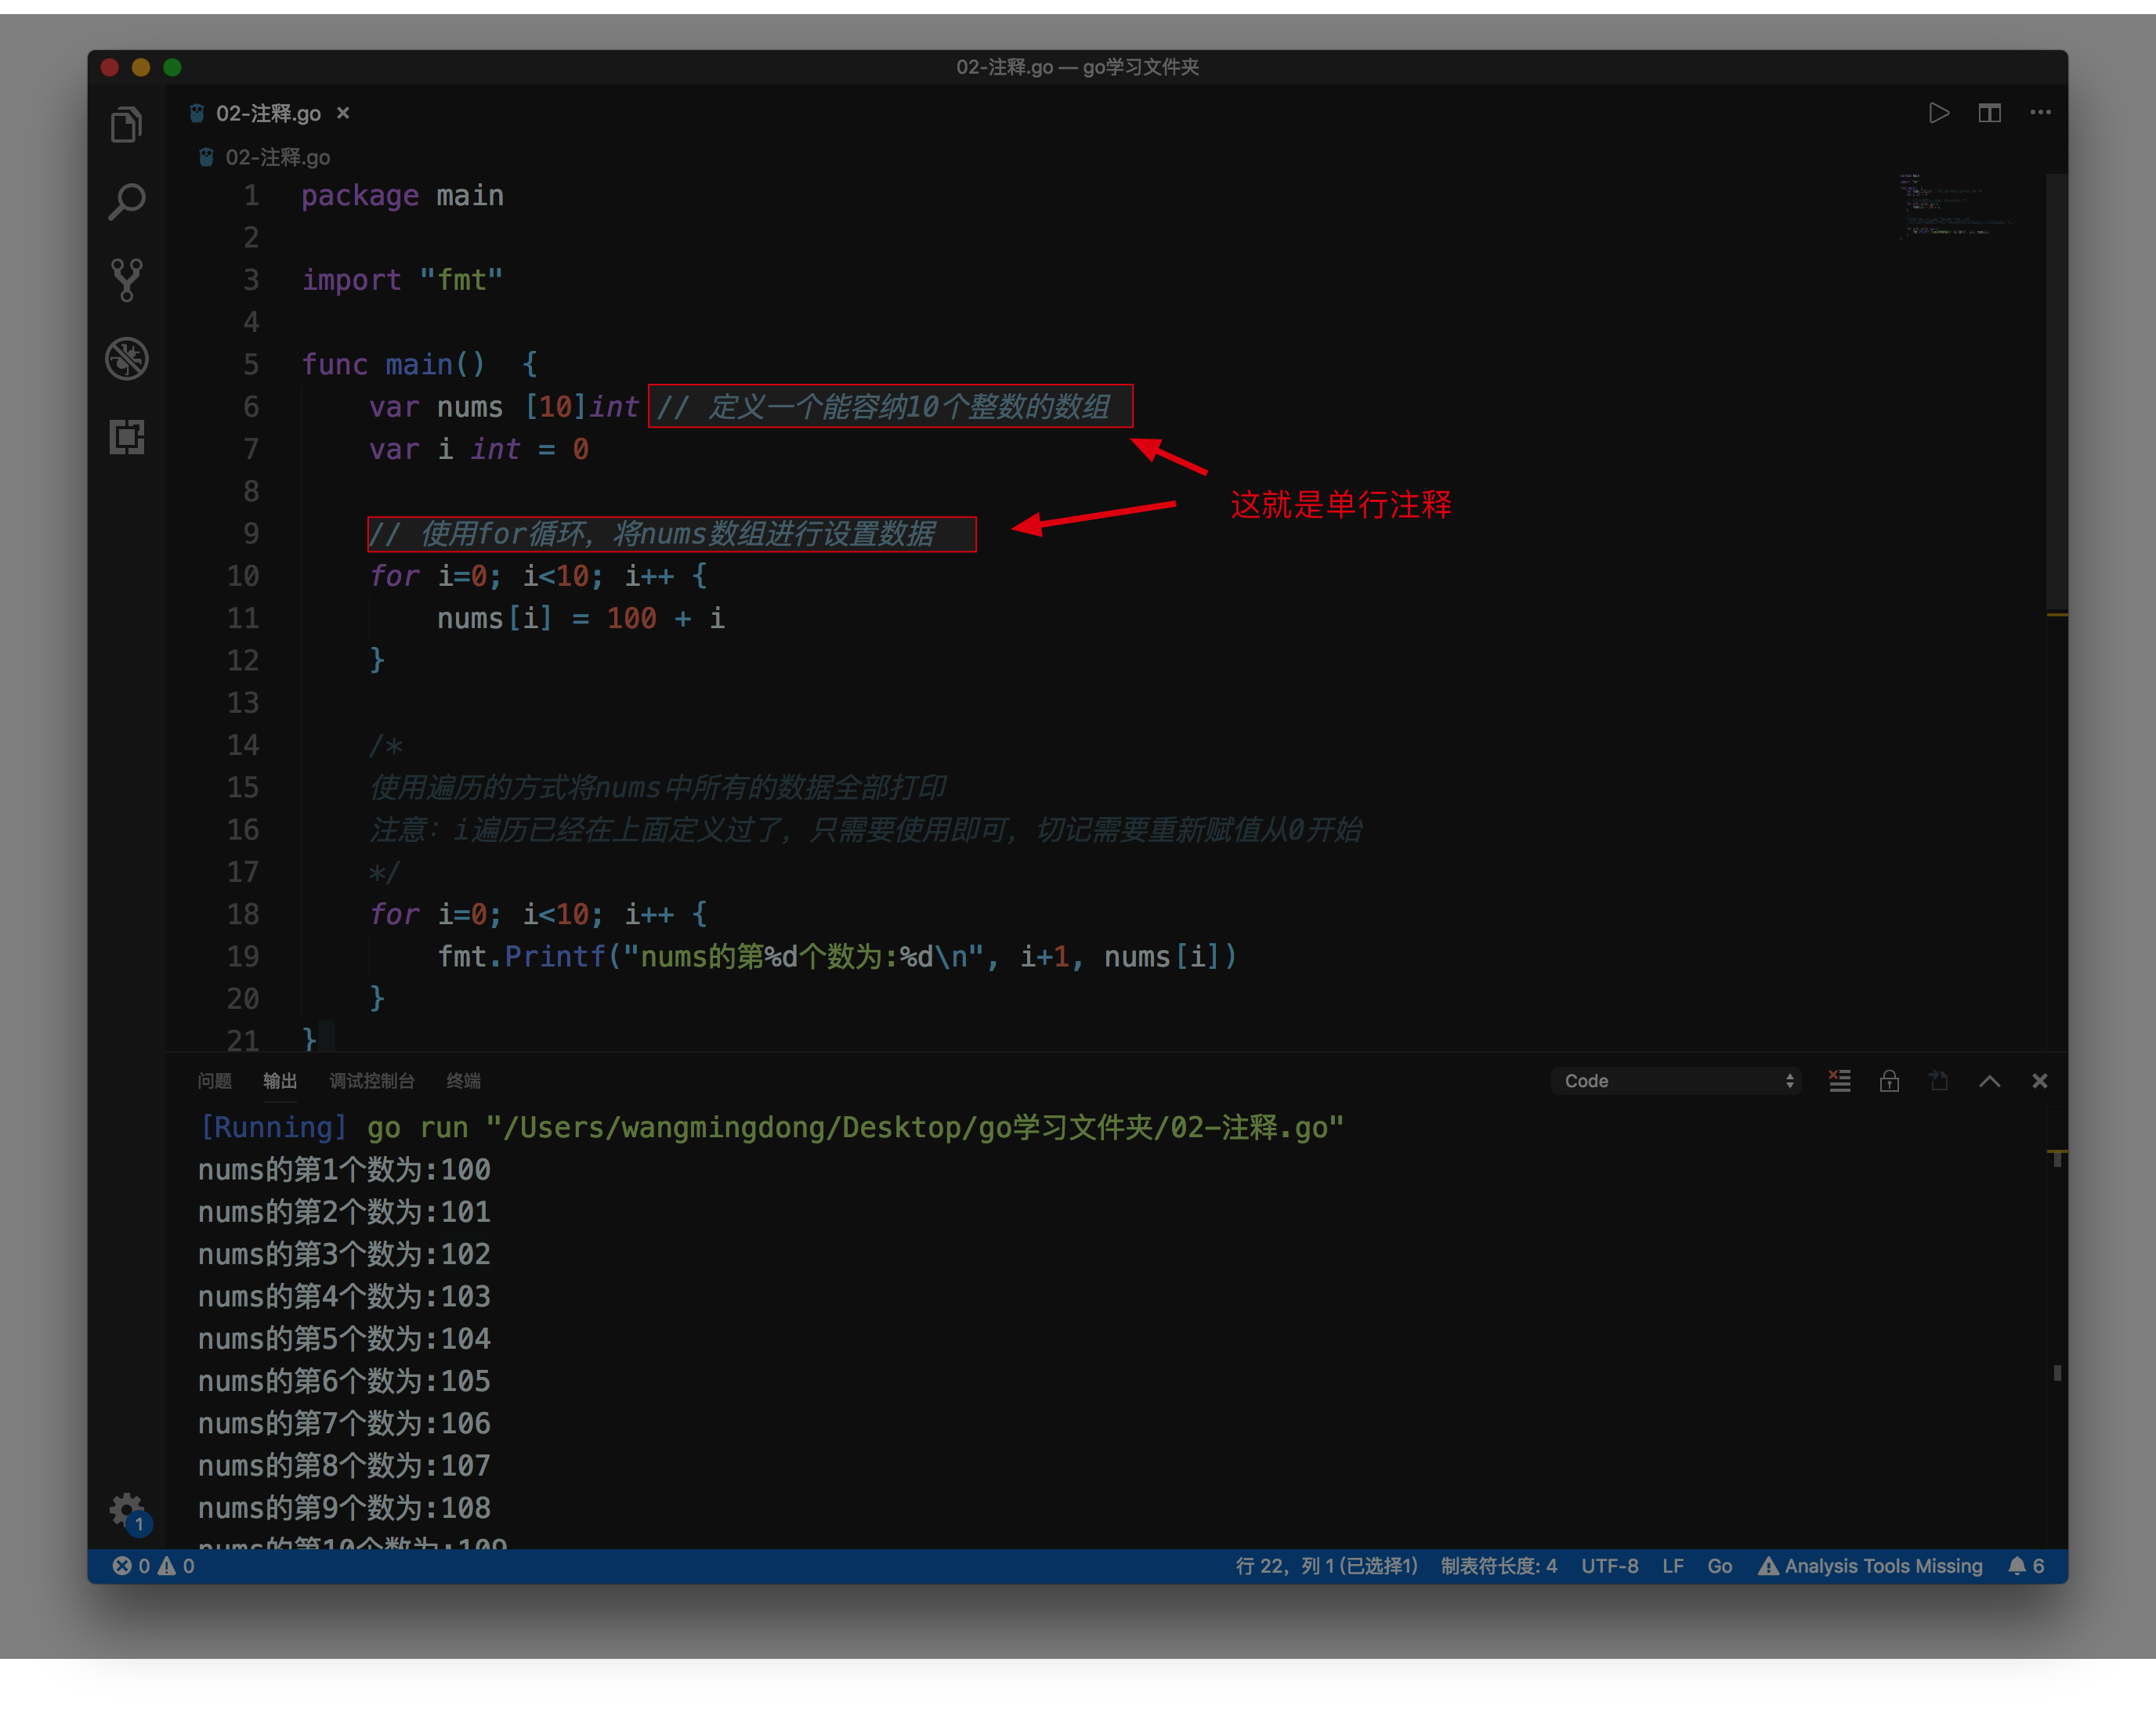 02-注释.go — go学习文件夹
02-注释.go ×
02-注释.go
1 package main
2
3 import "fmt"
4
5 func main()  {
6     var nums [10]int // 定义一个能容纳10个整数的数组
7     var i int = 0
8
这就是单行注释
9     // 使用for循环，将nums数组进行设置数据
10     for i=0; i<10; i++ {
11         nums[i] = 100 + i
12     }
13
14     /*
15     使用遍历的方式将nums中所有的数据全部打印
16     注意：i遍历已经在上面定义过了，只需要使用即可，切记需要重新赋值从0开始
17     */
18     for i=0; i<10; i++ {
19         fmt.Printf("nums的第%d个数为:%d\n", i+1, nums[i])
20     }
21 }
问题 输出 调试控制台 终端 Code
[Running] go run "/Users/wangmingdong/Desktop/go学习文件夹/02-注释.go"
nums的第1个数为:100
nums的第2个数为:101
nums的第3个数为:102
nums的第4个数为:103
nums的第5个数为:104
nums的第6个数为:105
nums的第7个数为:106
nums的第8个数为:107
nums的第9个数为:108
nums的第10个数为:109
1
0 0 行 22，列 1 (已选择1) 制表符长度: 4 UTF-8 LF Go Analysis Tools Missing 6